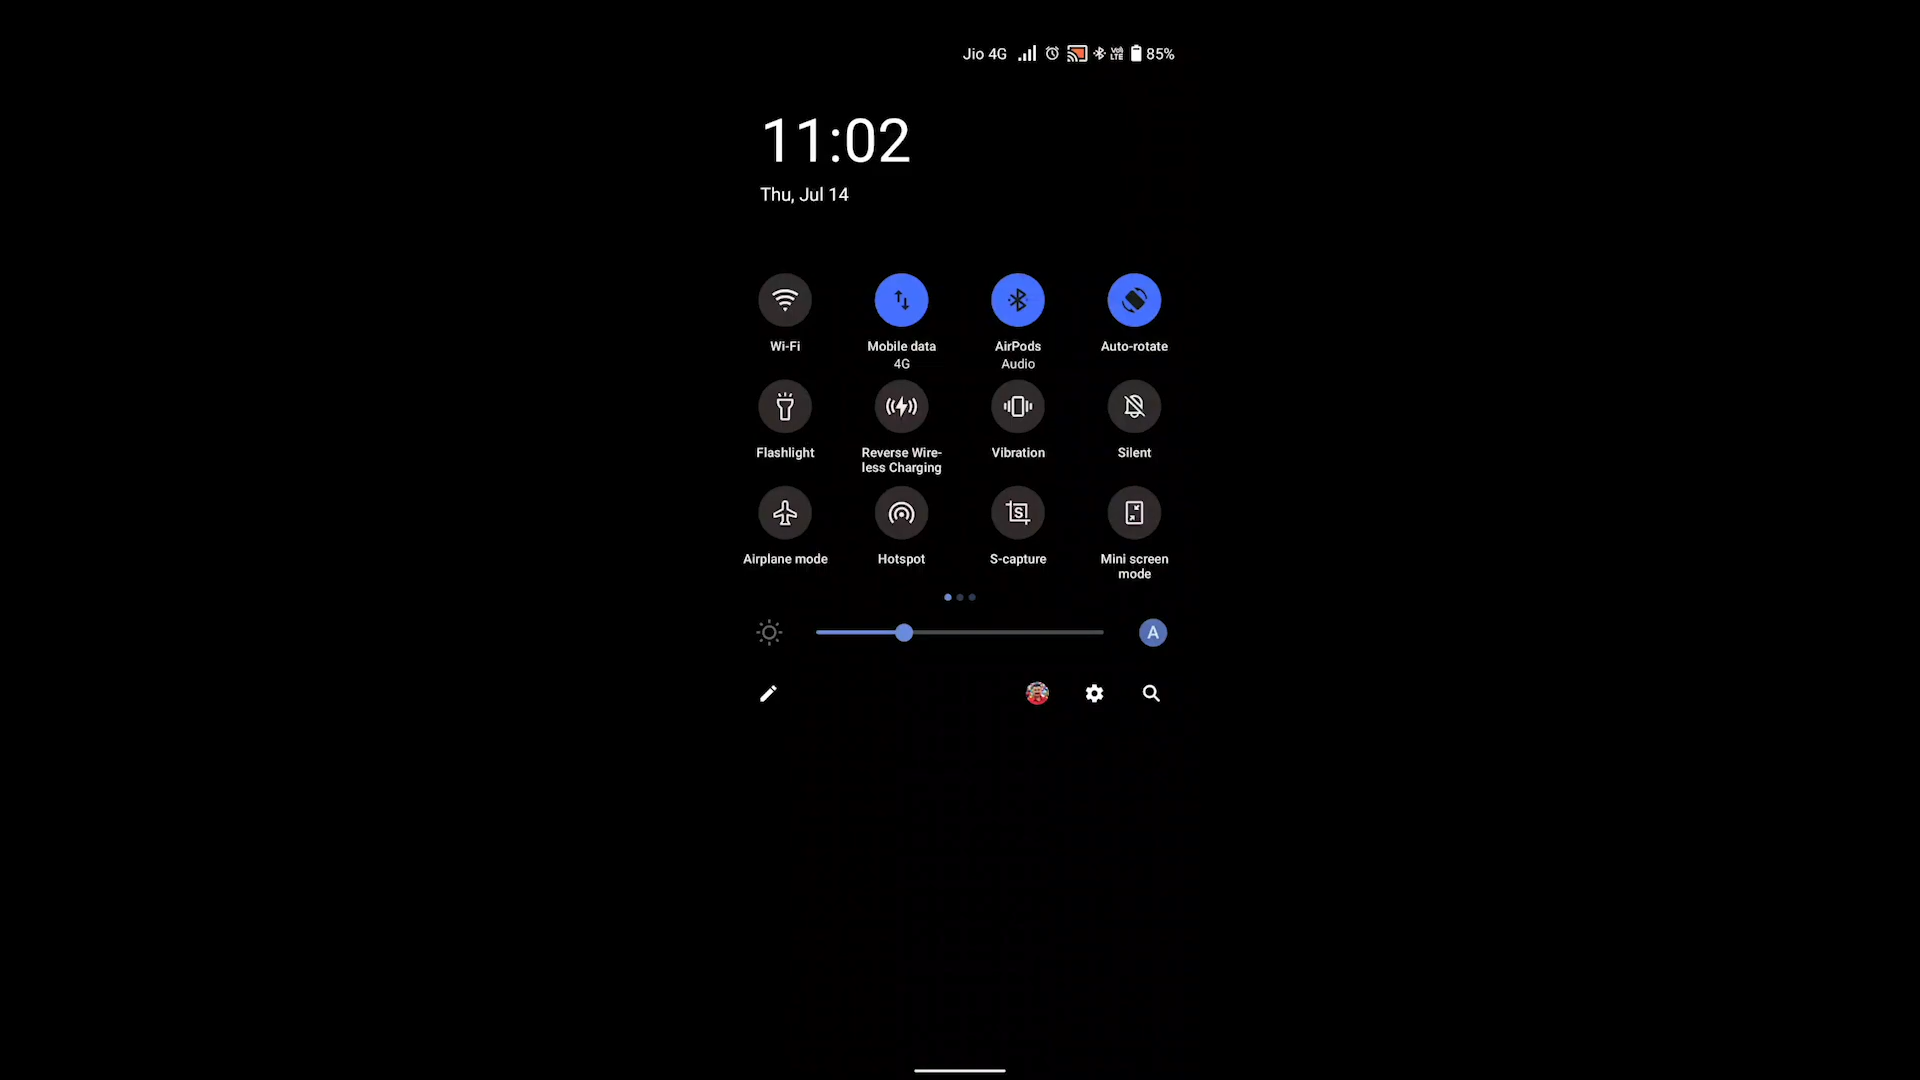 Jio 4G VoLTE 85%
11:02
Thu, Jul 14
Wi-Fi Mobile data AirPods Auto-rotate
4G Audio
Flashlight Reverse Wire- Vibration Silent
less Charging
S
Airplane mode Hotspot S-capture Mini screen
mode
A